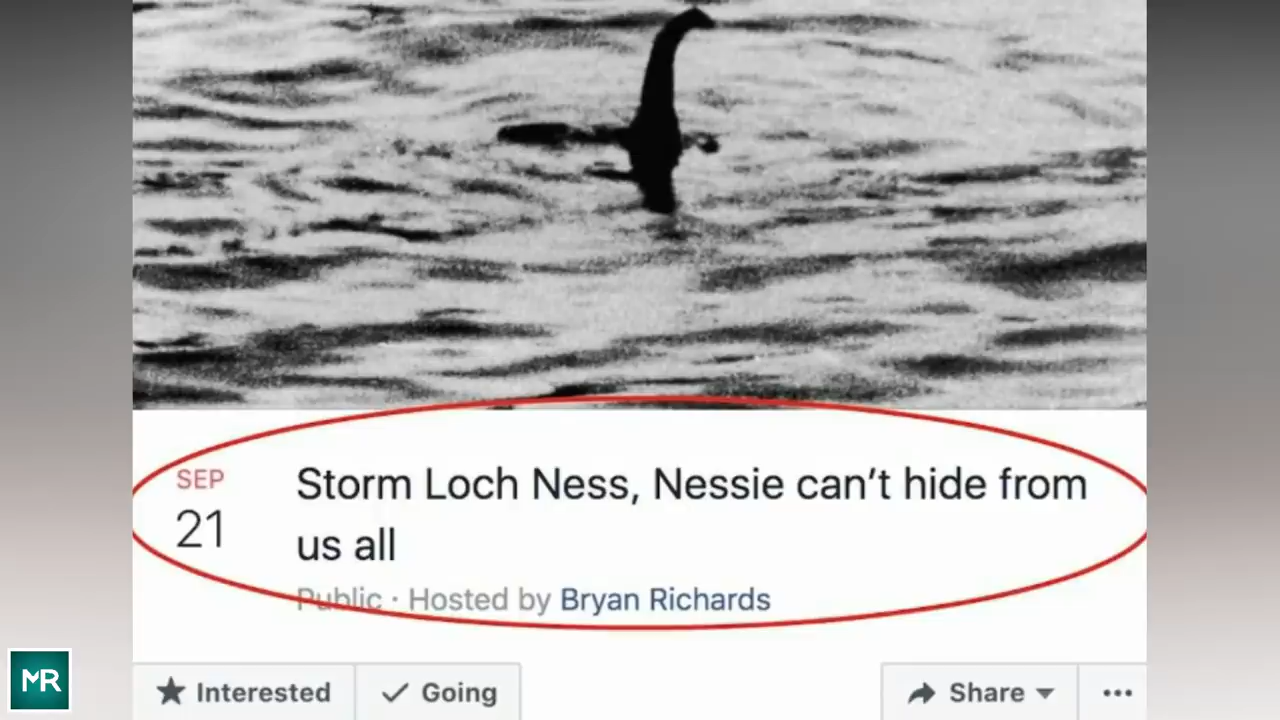 SEP
21
Storm Loch Ness, Nessie can't hide from
us all
Public · Hosted by Bryan Richards
Interested
Going
Share
MR